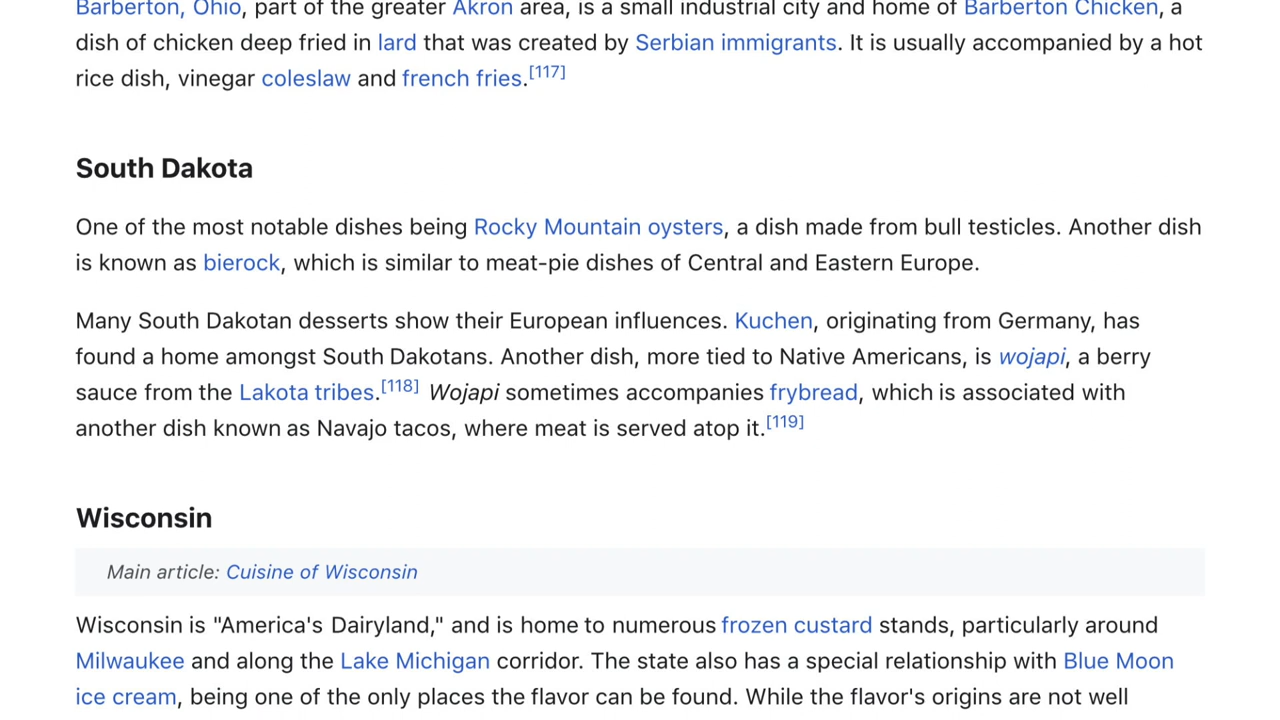 Barberton, Ohio, part of the greater Akron area, is a small industrial city and home of Barberton Chicken, a
dish of chicken deep fried in lard that was created by Serbian immigrants. It is usually accompanied by a hot
rice dish, vinegar coleslaw and french fries.[117]
South Dakota
One of the most notable dishes being Rocky Mountain oysters, a dish made from bull testicles. Another dish
is known as bierock, which is similar to meat-pie dishes of Central and Eastern Europe.
Many South Dakotan desserts show their European influences. Kuchen, originating from Germany, has
found a home amongst South Dakotans. Another dish, more tied to Native Americans, is wojapi, a berry
sauce from the Lakota tribes.[118] Wojapi sometimes accompanies frybread, which is associated with
another dish known as Navajo tacos, where meat is served atop it.[119]
Wisconsin
Main article: Cuisine of Wisconsin
Wisconsin is "America's Dairyland," and is home to numerous frozen custard stands, particularly around
Milwaukee and along the Lake Michigan corridor. The state also has a special relationship with Blue Moon
ice cream, being one of the only places the flavor can be found. While the flavor's origins are not well